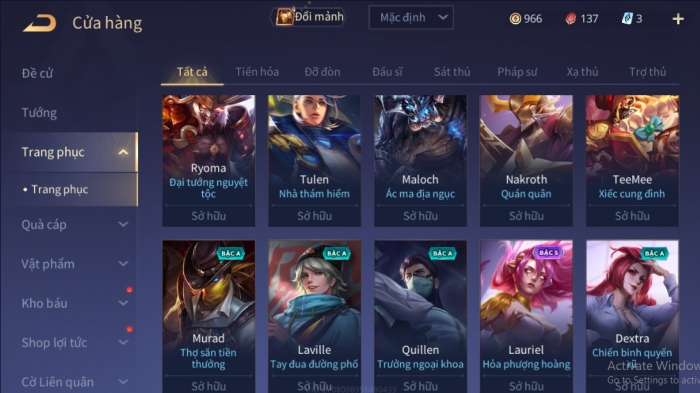 Cửa hàng
Đổi mảnh
Mặc định
966
137
3
Đề cử
Tất cả
Tiến hóa
Đỡ đòn
Đấu sĩ
Sát thủ
Pháp sư
Xạ thủ
Trợ thủ
Tướng
Trang phục
Trang phục
Quà cáp
Vật phẩm
Kho báu
Shop lợi tức
Cờ Liên quân
Ryoma
Đại tướng nguyệt
tộc
Sở hữu
Tulen
Nhà thám hiểm
Sở hữu
Maloch
Ác ma địa ngục
Sở hữu
Nakroth
Quán quân
Sở hữu
TeeMee
Xiếc cung đình
Sở hữu
Murad
Thợ săn tiền
thưởng
Sở hữu
BẬC A
Laville
Tay đua đường phố
Sở hữu
BẬC A
Quillen
Trưởng ngoại khoa
Sở hữu
BẬC A
Lauriel
Hỏa phượng hoàng
Sở hữu
BẬC S
Dextra
Chiến binh quyến
rũ
Sở hữu
BẬC A
Activate Window
Go to Settings to activ